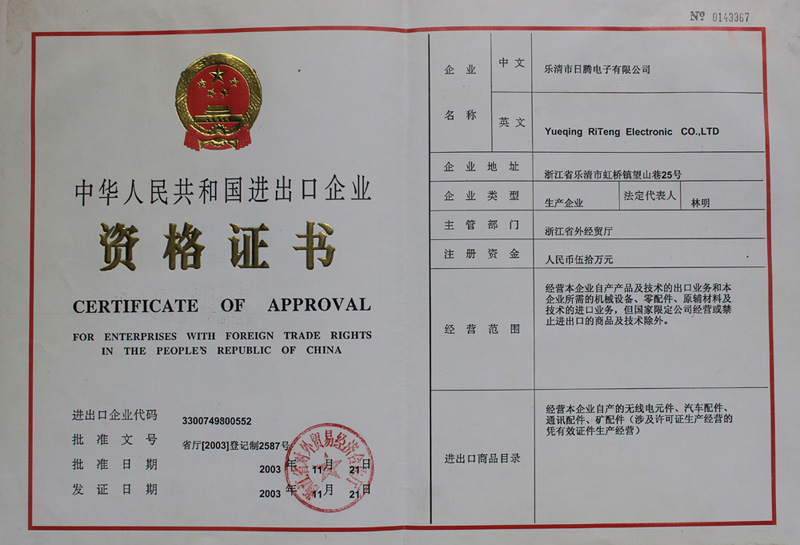 Nº 0143367
中华人民共和国进出口企业
资格证书
CERTIFICATE OF APPROVAL
FOR ENTERPRISES WITH FOREIGN TRADE RIGHTS
IN THE PEOPLE'S REPUBLIC OF CHINA
进出口企业代码 3300749800552
批准文号 省厅[2003]登记制2587号
批准日期 2003 年 11 月 21 日
发证日期 2003 年 11 月 21 日
浙江省对外贸易经济合作厅
企业名称 中文 乐清市日腾电子有限公司
英文 Yueqing RiTeng Electronic CO.,LTD
企业地址 浙江省乐清市虹桥镇望山巷25号
企业类型 生产企业 法定代表人 林明
主管部门 浙江省外经贸厅
注册资金 人民币伍拾万元
经营范围
经营本企业自产产品及技术的出口业务和本
企业所需的机械设备、零配件、原辅材料及
技术的进口业务，但国家限定公司经营或禁
止进出口的商品及技术除外。
进出口商品目录
经营本企业自产的无线电元件、汽车配件、
通讯配件、矿配件（涉及许可证生产经营的
凭有效证件生产经营）